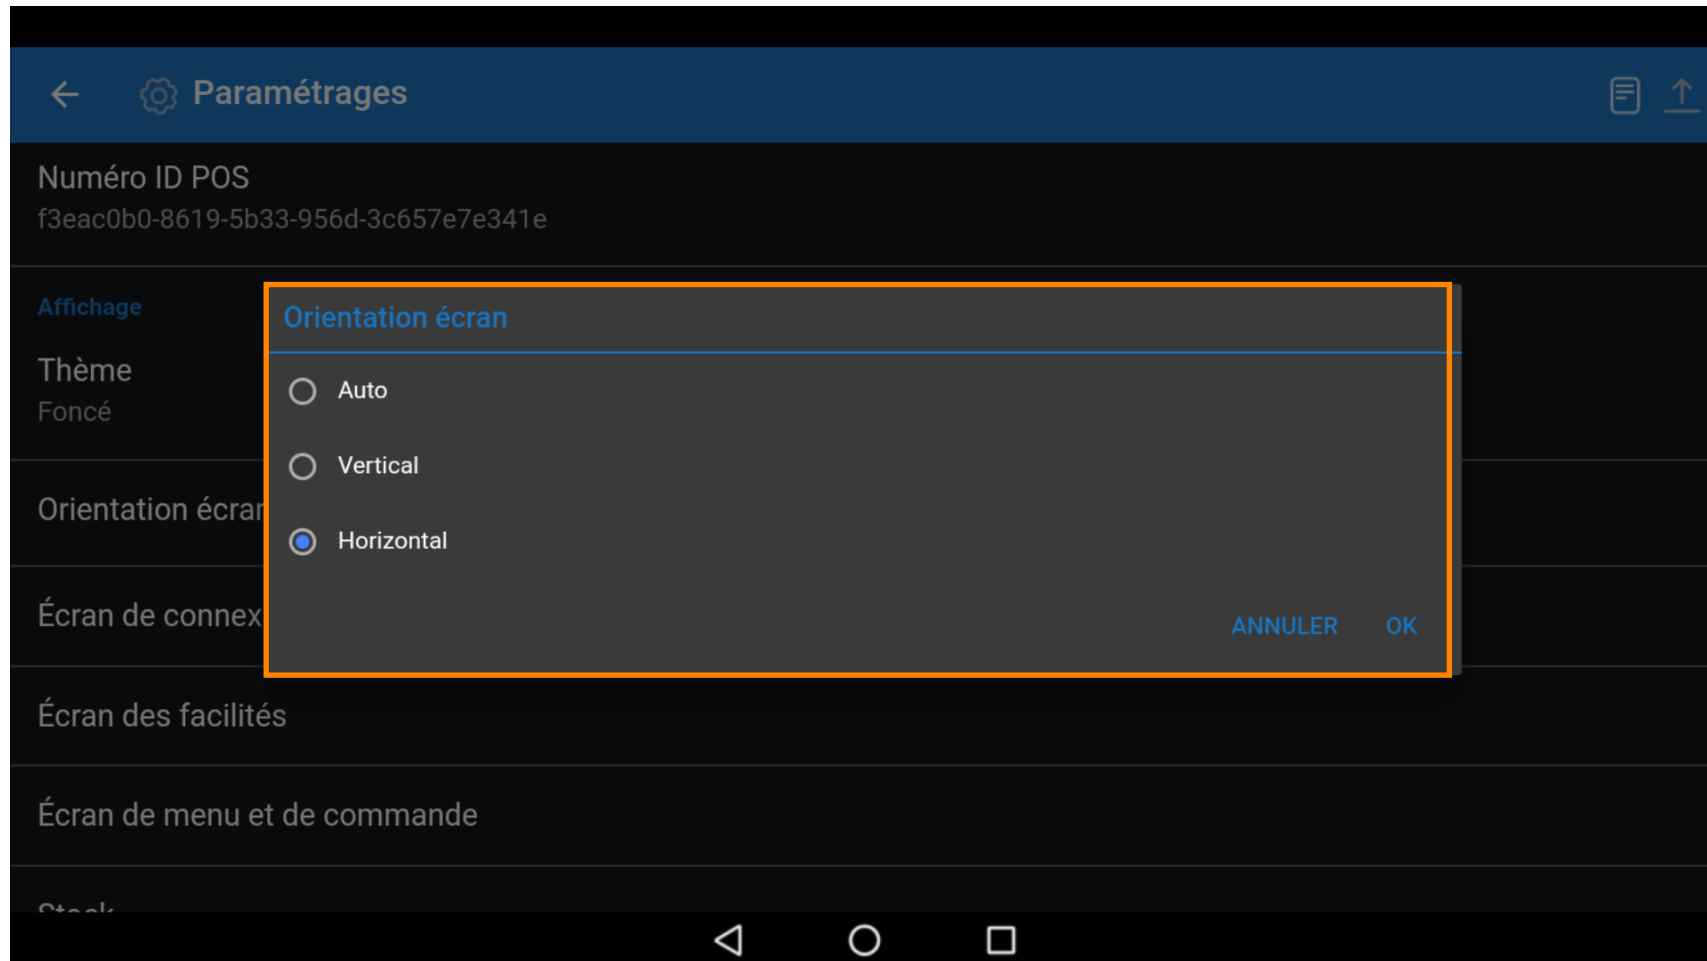 Paramétrages
Numéro ID POS
f3eac0b0-8619-5b33-956d-3c657e7e341e
Affichage
Thème
Foncé
Orientation écran
Orientation écran
Auto
Vertical
Horizontal
ANNULER OK
Écran de connex
Écran des facilités
Écran de menu et de commande
Stock